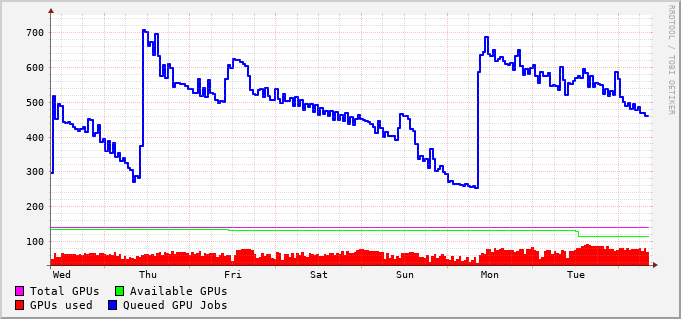 700
600
500
400
300
200
100
Wed Thu Fri Sat Sun Mon Tue
Total GPUs Available GPUs
GPUs used Queued GPU Jobs
RRDTOOL / TOBI OETIKER